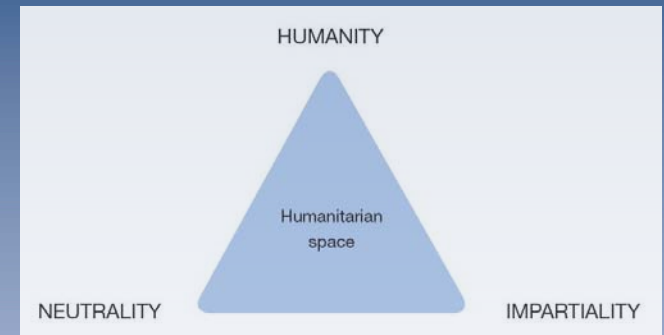 HUMANITY
Humanitarian
space
NEUTRALITY
IMPARTIALITY